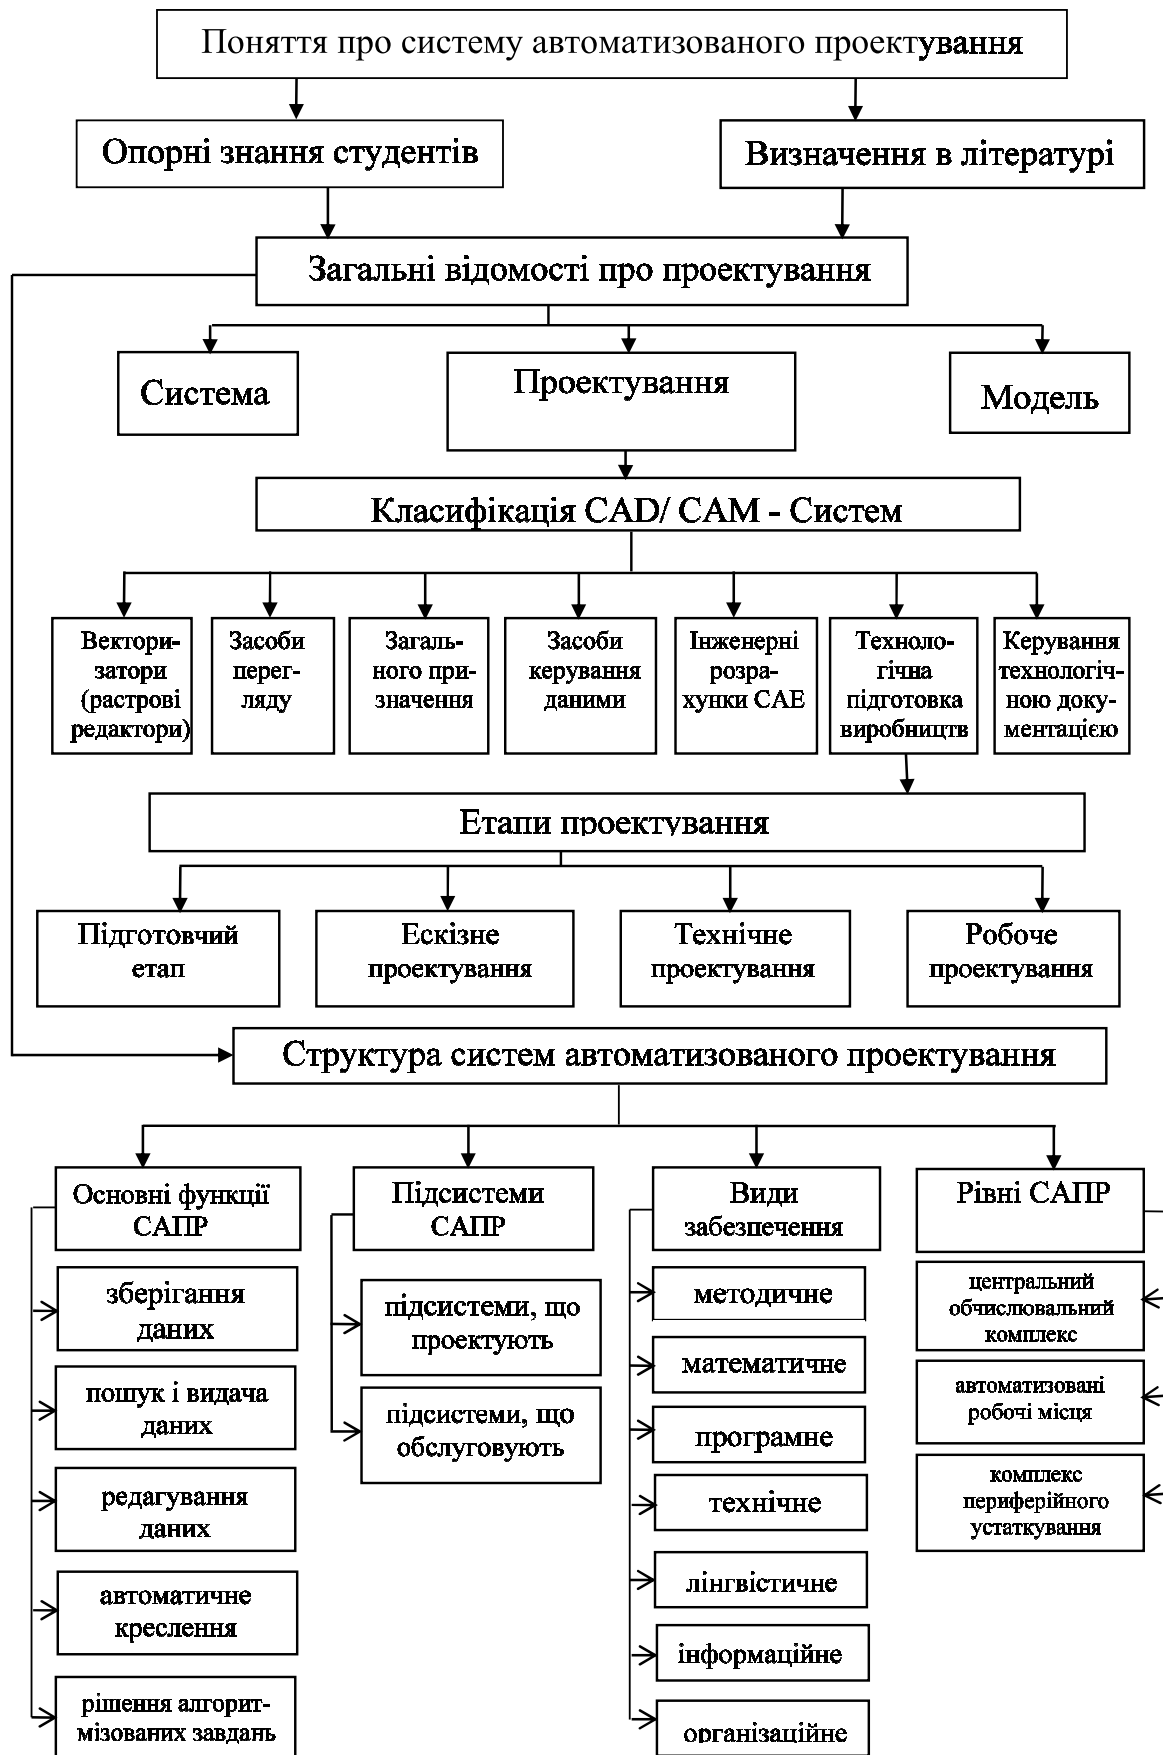 Поняття про систему автоматизованого проектування
Опорні знання студентів
Визначення в літературі
Загальні відомості про проектування
Система
Проектування
Модель
Класифікація CAD/ CAM - Систем
Векторизатори
(растрові
редактори)
Засоби
перег-
ляду
Загаль-
ного при-
значення
Засоби
керування
даними
Інженерні
розра-
хунки CAE
Техноло-
гічна
підготовка
виробництв
Керування
технологіч-
ною доку-
ментацією
Етапи проектування
Підготовчий
етап
Ескізне
проектування
Технічне
проектування
Робоче
проектування
Структура систем автоматизованого проектування
Основні функції
САПР
зберігання
даних
пошук і видача
даних
редагування
даних
автоматичне
креслення
рішення алгорит-
мізованих завдань
Підсистеми
САПР
підсистеми, що
проектують
підсистеми, що
обслуговують
Види
забезпечення
методичне
математичне
програмне
технічне
лінгвістичне
інформаційне
організаційне
Рівні САПР
центральний
обчислювальний
комплекс
автоматизовані
робочі місця
комплекс
периферійного
устаткування